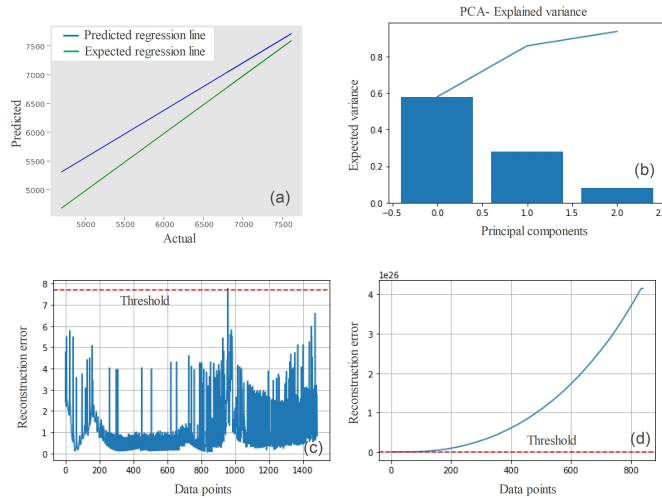 Predicted regression line
Expected regression line
7500
7000
6500
6000
5500
5000
Predicted
5000
5500
6000
6500
7000
7500
Actual
(a)
PCA- Explained variance
0.8
0.6
0.4
0.2
0.0
Expected variance
−0.5
0.0
0.5
1.0
1.5
2.0
2.5
Principal components
(b)
8
7
6
5
4
3
2
1
0
Reconstruction error
Threshold
0
200
400
600
800
1000
1200
1400
Data points
(c)
1e26
4
3
2
1
0
Reconstruction error
Threshold
0
200
400
600
800
Data points
(d)